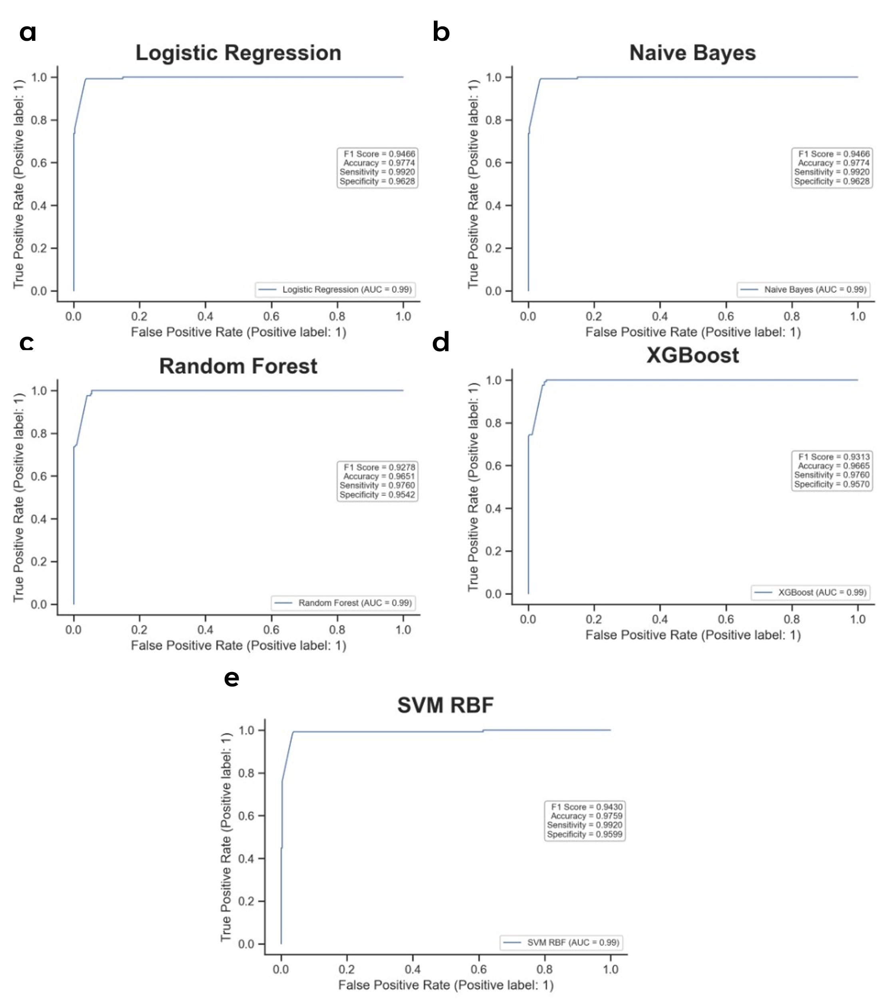 a
Logistic Regression
True Positive Rate (Positive label: 1)
1.0
0.8
0.6
0.4
0.2
0.0
F1 Score = 0.9466
Accuracy = 0.9774
Sensitivity = 0.9920
Specificity = 0.9628
Logistic Regression (AUC = 0.99)
0.0 0.2 0.4 0.6 0.8 1.0
False Positive Rate (Positive label: 1)
b
Naive Bayes
True Positive Rate (Positive label: 1)
1.0
0.8
0.6
0.4
0.2
0.0
F1 Score = 0.9466
Accuracy = 0.9774
Sensitivity = 0.9920
Specificity = 0.9628
Naive Bayes (AUC = 0.99)
0.0 0.2 0.4 0.6 0.8 1.0
False Positive Rate (Positive label: 1)
c
Random Forest
True Positive Rate (Positive label: 1)
1.0
0.8
0.6
0.4
0.2
0.0
F1 Score = 0.9278
Accuracy = 0.9651
Sensitivity = 0.9760
Specificity = 0.9542
Random Forest (AUC = 0.99)
0.0 0.2 0.4 0.6 0.8 1.0
False Positive Rate (Positive label: 1)
d
XGBoost
True Positive Rate (Positive label: 1)
1.0
0.8
0.6
0.4
0.2
0.0
F1 Score = 0.9313
Accuracy = 0.9665
Sensitivity = 0.9760
Specificity = 0.9570
XGBoost (AUC = 0.99)
0.0 0.2 0.4 0.6 0.8 1.0
False Positive Rate (Positive label: 1)
e
SVM RBF
True Positive Rate (Positive label: 1)
1.0
0.8
0.6
0.4
0.2
0.0
F1 Score = 0.9430
Accuracy = 0.9759
Sensitivity = 0.9920
Specificity = 0.9599
SVM RBF (AUC = 0.99)
0.0 0.2 0.4 0.6 0.8 1.0
False Positive Rate (Positive label: 1)